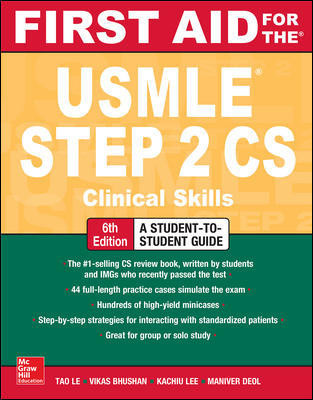 FIRST AID FOR THE®
USMLE®
STEP 2 CS
Clinical Skills
6th Edition A STUDENT-TO-STUDENT GUIDE
• The #1-selling CS review book, written by students and IMGs who recently passed the test •
• 44 full-length practice cases simulate the exam •
• Hundreds of high-yield minicases •
• Step-by-step strategies for interacting with standardized patients •
• Great for group or solo study •
Mc Graw Hill Education
TAO LE • VIKAS BHUSHAN • KACHIU LEE • MANIVER DEOL